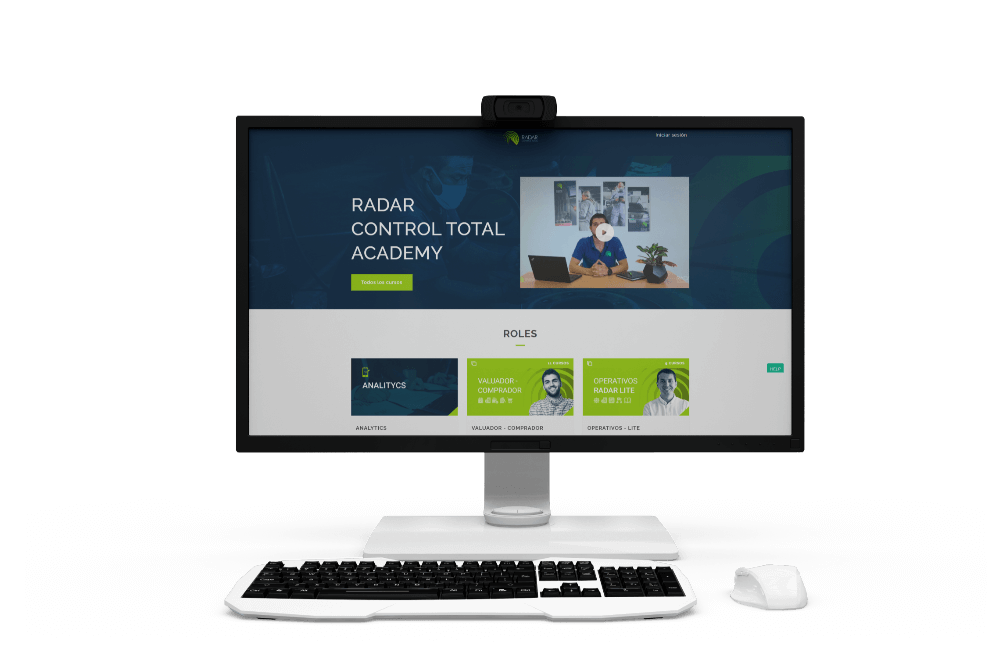 RADAR
Iniciar sesión
RADAR
CONTROL TOTAL
ACADEMY
Todos los cursos
ROLES
ANALITYCS
VALUADOR -
COMPRADOR
OPERATIVOS
RADAR LITE
HELP
ANALYTICS
VALUADOR - COMPRADOR
OPERATIVOS - LITE